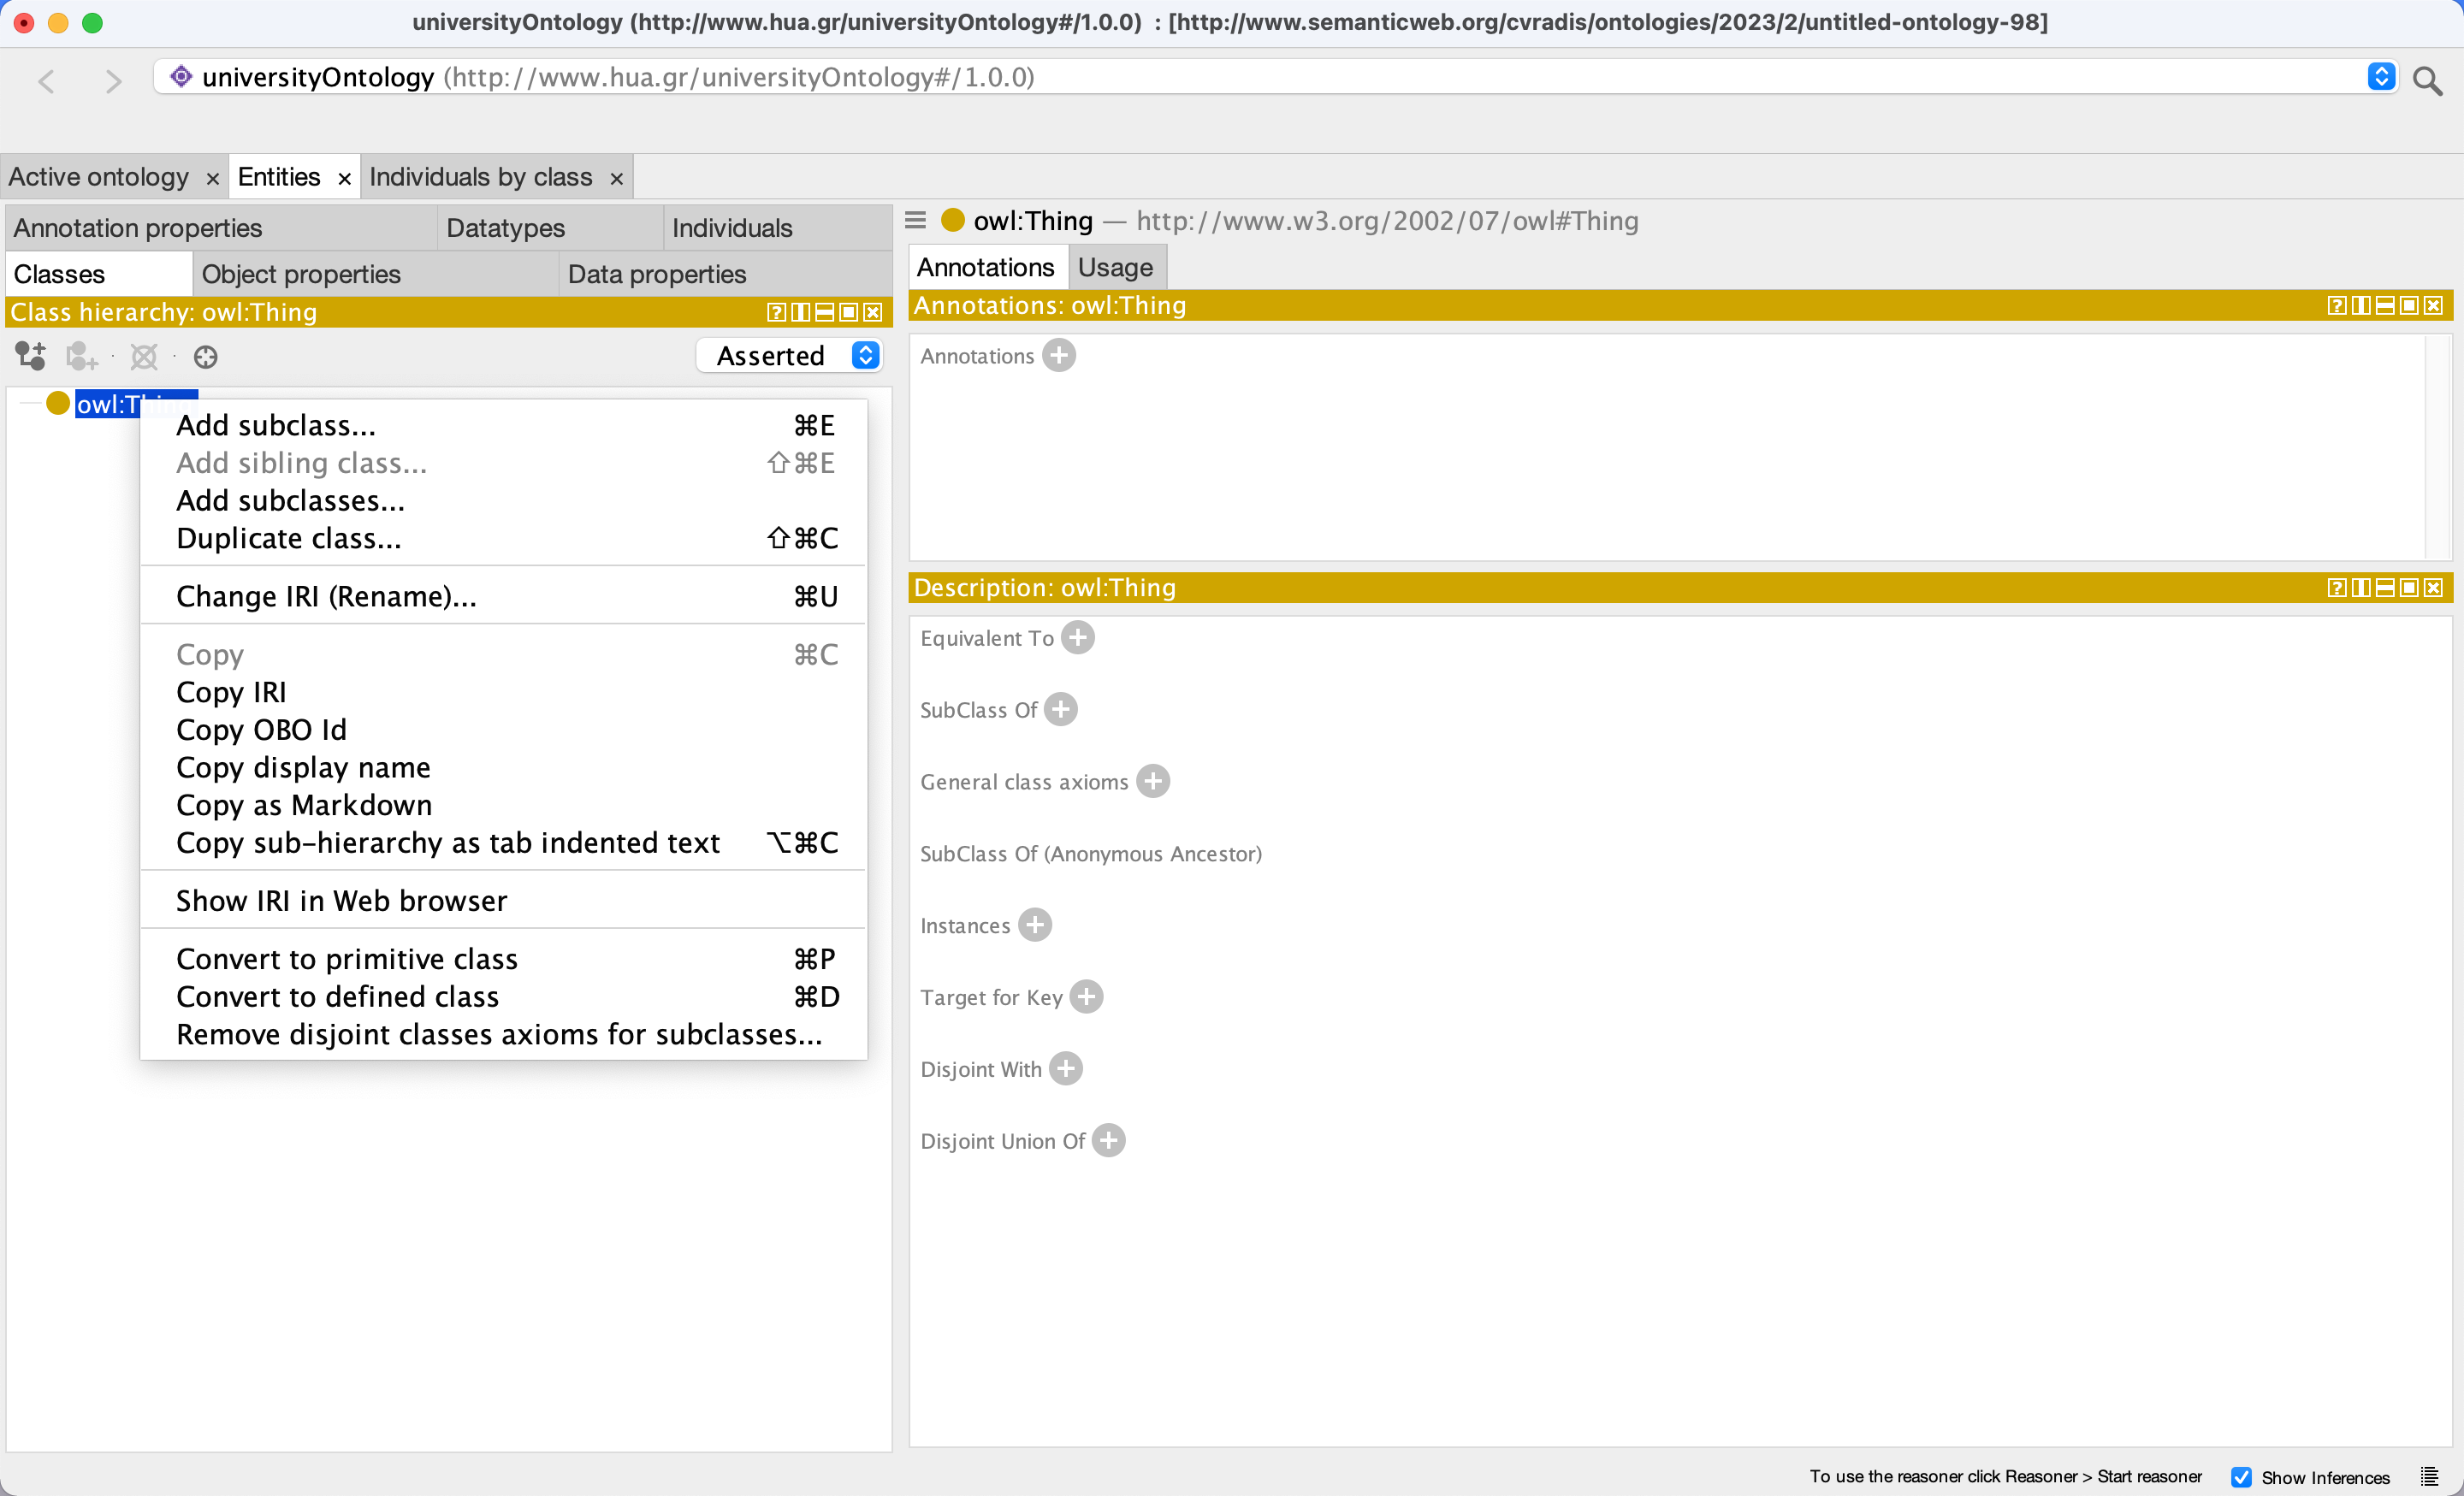 universityOntology (http://www.hua.gr/universityOntology#/1.0.0) : [http://www.semanticweb.org/cvradis/ontologies/2023/2/untitled-ontology-98]
universityOntology (http://www.hua.gr/universityOntology#/1.0.0)
Active ontology × Entities × Individuals by class ×
Annotation properties Datatypes Individuals
Classes Object properties Data properties
Class hierarchy: owl:Thing
Asserted
owl:Thing
Add subclass... ⌘E
Add sibling class... ⇧⌘E
Add subclasses...
Duplicate class... ⇧⌘C
Change IRI (Rename)... ⌘U
Copy ⌘C
Copy IRI
Copy OBO Id
Copy display name
Copy as Markdown
Copy sub-hierarchy as tab indented text ⌥⌘C
Show IRI in Web browser
Convert to primitive class ⌘P
Convert to defined class ⌘D
Remove disjoint classes axioms for subclasses...
owl:Thing — http://www.w3.org/2002/07/owl#Thing
Annotations Usage
Annotations: owl:Thing
Annotations
Description: owl:Thing
Equivalent To
SubClass Of
General class axioms
SubClass Of (Anonymous Ancestor)
Instances
Target for Key
Disjoint With
Disjoint Union Of
To use the reasoner click Reasoner > Start reasoner Show Inferences